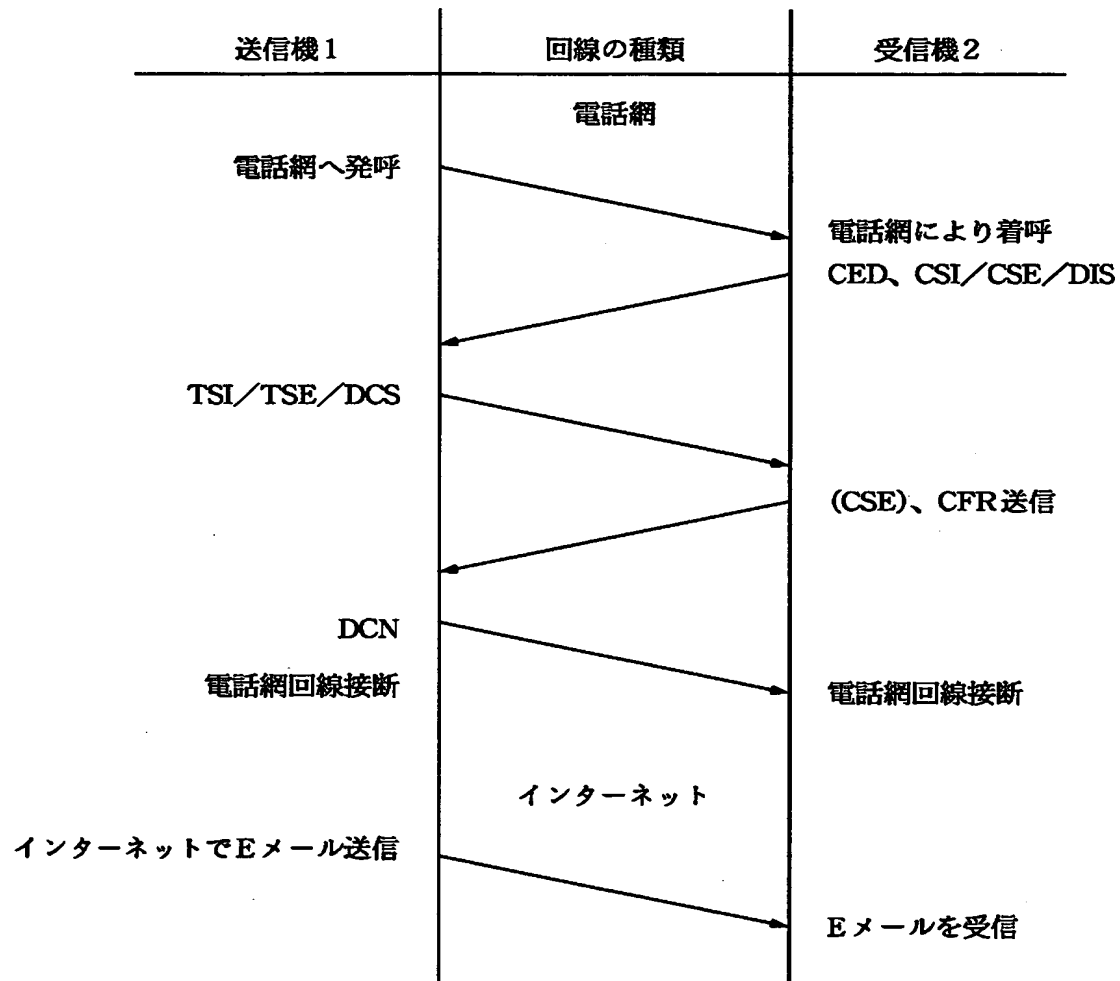 送信機1 回線の種類 受信機2
電話網
電話網へ発呼
電話網により着呼
CED、CSI／CSE／DIS
TSI／TSE／DCS
(CSE)、CFR送信
DCN
電話網回線接断 電話網回線接断
インターネット
インターネットでEメール送信
Eメールを受信